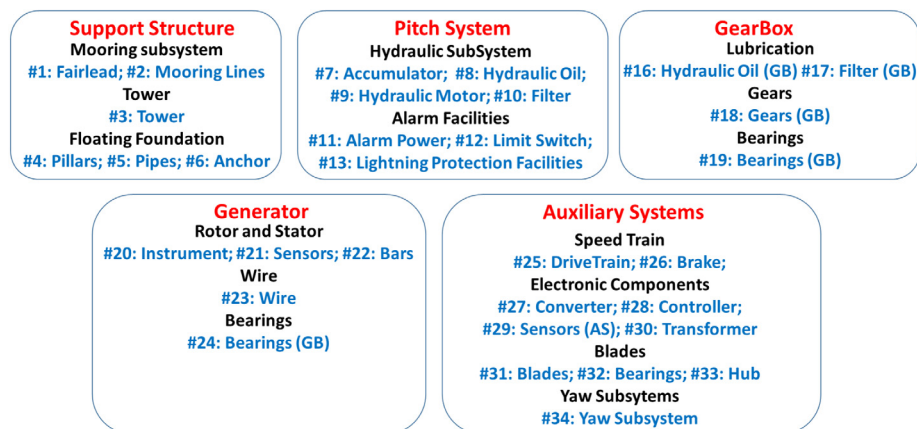 Support Structure
Mooring subsystem
#1: Fairlead; #2: Mooring Lines
Tower
#3: Tower
Floating Foundation
#4: Pillars; #5: Pipes; #6: Anchor
Pitch System
Hydraulic SubSystem
#7: Accumulator; #8: Hydraulic Oil;
#9: Hydraulic Motor; #10: Filter
Alarm Facilities
#11: Alarm Power; #12: Limit Switch;
#13: Lightning Protection Facilities
GearBox
Lubrication
#16: Hydraulic Oil (GB) #17: Filter (GB)
Gears
#18: Gears (GB)
Bearings
#19: Bearings (GB)
Generator
Rotor and Stator
#20: Instrument; #21: Sensors; #22: Bars
Wire
#23: Wire
Bearings
#24: Bearings (GB)
Auxiliary Systems
Speed Train
#25: DriveTrain; #26: Brake;
Electronic Components
#27: Converter; #28: Controller;
#29: Sensors (AS); #30: Transformer
Blades
#31: Blades; #32: Bearings; #33: Hub
Yaw Subsytems
#34: Yaw Subsystem